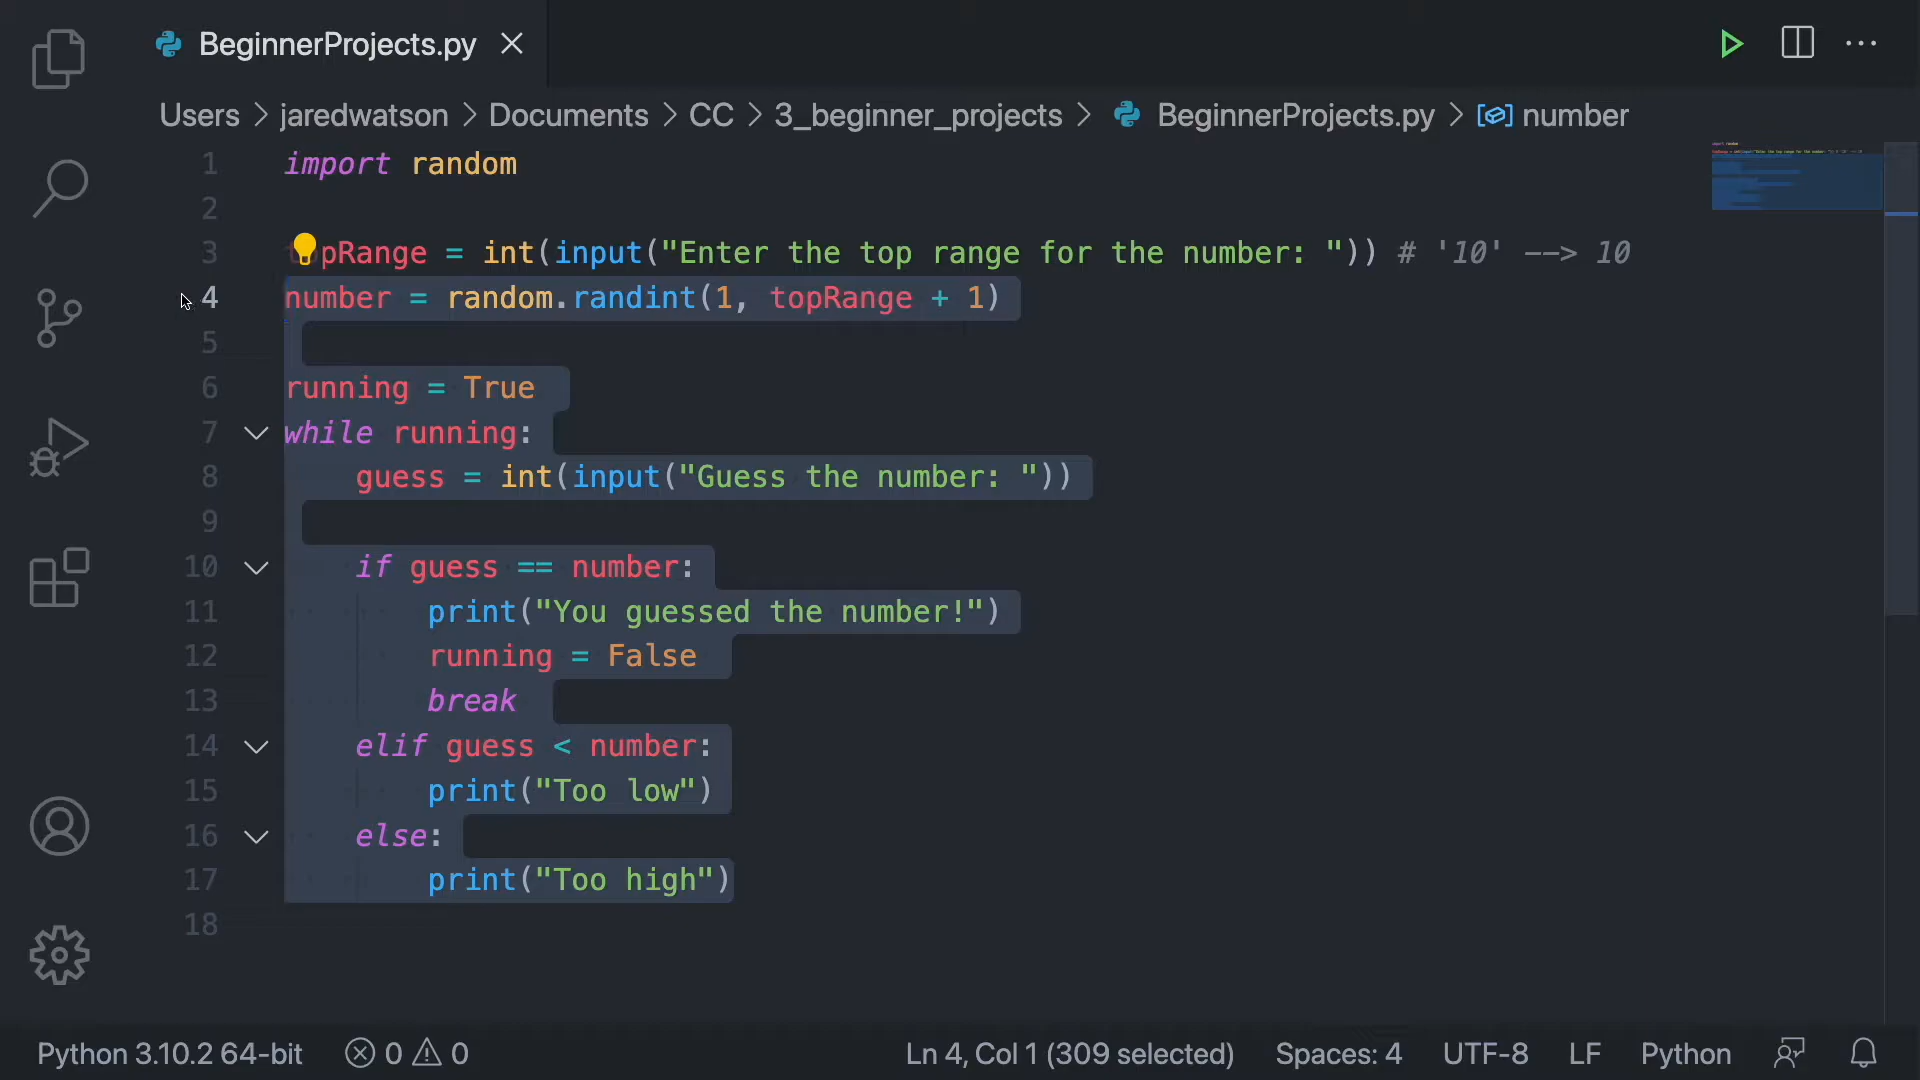 BeginnerProjects.py
Users > jaredwatson > Documents > CC > 3_beginner_projects > BeginnerProjects.py > number
1 import random
2
3 topRange = int(input("Enter the top range for the number: ")) # '10' --> 10
4 number = random.randint(1, topRange + 1)
5
6 running = True
7 while running:
8     guess = int(input("Guess the number: "))
9
10     if guess == number:
11         print("You guessed the number!")
12         running = False
13         break
14     elif guess < number:
15         print("Too low")
16     else:
17         print("Too high")
18
Python 3.10.2 64-bit 0 0 Ln 4, Col 1 (309 selected) Spaces: 4 UTF-8 LF Python